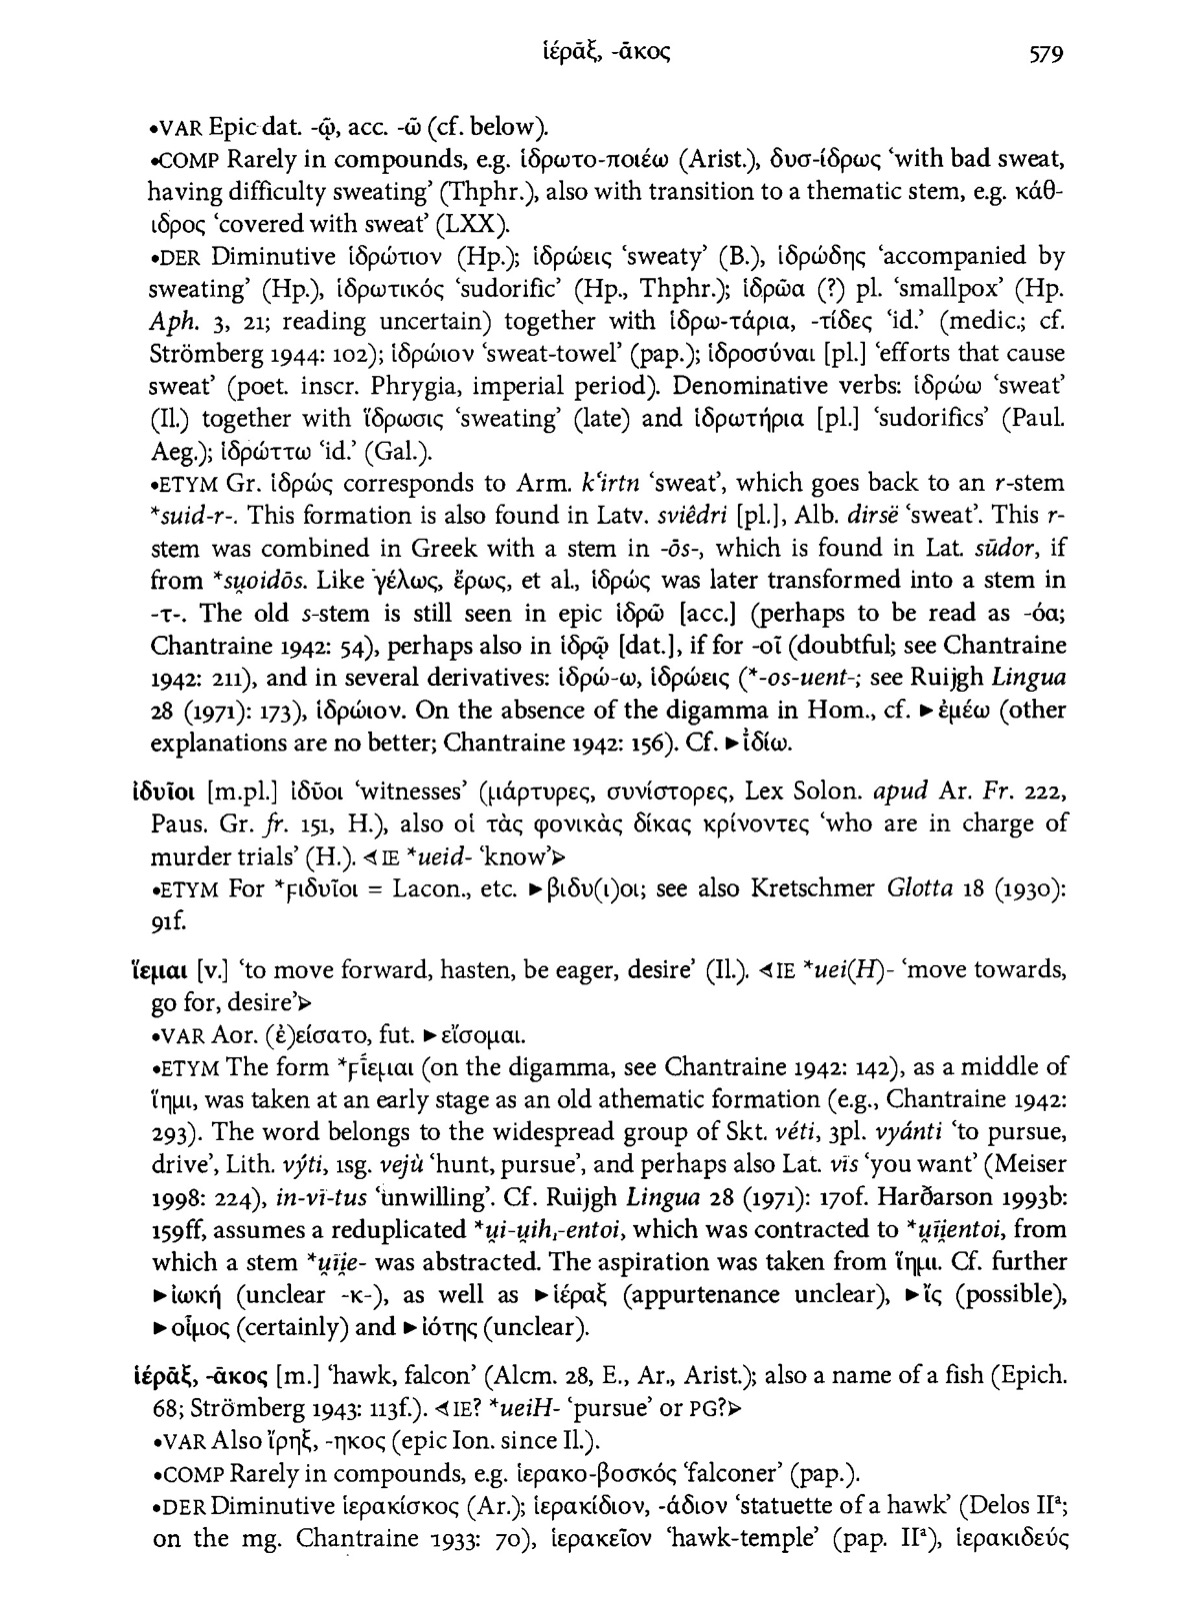 ἱέρᾱξ, -ᾱκος 579
•VAR Epic dat. -ῷ, acc. -ῶ (cf. below).
•COMP Rarely in compounds, e.g. ἱδρωτο-ποιέω (Arist.), δυσ-ίδρως ‘with bad sweat,
having difficulty sweating’ (Thphr.), also with transition to a thematic stem, e.g. κάθ-
ιδρος ‘covered with sweat’ (LXX).
•DER Diminutive ἱδρώτιον (Hp.); ἱδρώεις ‘sweaty’ (B.), ἱδρώδης ‘accompanied by
sweating’ (Hp.), ἱδρωτικός ‘sudorific’ (Hp., Thphr.); ἱδρῶα (?) pl. ‘smallpox’ (Hp.
Aph. 3, 21; reading uncertain) together with ἱδρω-τάρια, -τίδες ‘id.’ (medic.; cf.
Strömberg 1944: 102); ἱδρώιον ‘sweat-towel’ (pap.); ἱδροσύναι [pl.] ‘efforts that cause
sweat’ (poet. inscr. Phrygia, imperial period). Denominative verbs: ἱδρώω ‘sweat’
(Il.) together with ἵδρωσις ‘sweating’ (late) and ἱδρωτήρια [pl.] ‘sudorifics’ (Paul.
Aeg.); ἱδρώττω ‘id.’ (Gal.).
•ETYM Gr. ἱδρώς corresponds to Arm. k‘irtn ‘sweat’, which goes back to an r-stem
*suid-r-. This formation is also found in Latv. sviêdri [pl.], Alb. dirsë ‘sweat’. This r-
stem was combined in Greek with a stem in -ōs-, which is found in Lat. sūdor, if
from *su̯oidōs. Like γέλως, ἔρως, et al., ἱδρώς was later transformed into a stem in
-τ-. The old s-stem is still seen in epic ἱδρῶ [acc.] (perhaps to be read as -όα;
Chantraine 1942: 54), perhaps also in ἱδρῷ [dat.], if for -οῖ (doubtful; see Chantraine
1942: 211), and in several derivatives: ἱδρώ-ω, ἱδρώεις (*-os-uent-; see Ruijgh Lingua
28 (1971): 173), ἱδρώιον. On the absence of the digamma in Hom., cf. ►ἐμέω (other
explanations are no better; Chantraine 1942: 156). Cf. ►ἰδίω.
ἰδυῖοι [m.pl.] ἰδῦοι ‘witnesses’ (μάρτυρες, συνίστορες, Lex Solon. apud Ar. Fr. 222,
Paus. Gr. fr. 151, H.), also οἱ τὰς φονικὰς δίκας κρίνοντες ‘who are in charge of
murder trials’ (H.). ⊲IE *ueid- ‘know’⊳
•ETYM For *ϝιδυῖοι = Lacon., etc. ►βιδυ(ι)οι; see also Kretschmer Glotta 18 (1930):
91f.
ἵεμαι [v.] ‘to move forward, hasten, be eager, desire’ (Il.). ⊲IE *uei(H)- ‘move towards,
go for, desire’⊳
•VAR Aor. (ἐ)είσατο, fut. ►εἴσομαι.
•ETYM The form *ϝί̄εμαι (on the digamma, see Chantraine 1942: 142), as a middle of
ἵημι, was taken at an early stage as an old athematic formation (e.g., Chantraine 1942:
293). The word belongs to the widespread group of Skt. véti, 3pl. vyánti ‘to pursue,
drive’, Lith. výti, 1sg. vejù ‘hunt, pursue’, and perhaps also Lat. vīs ‘you want’ (Meiser
1998: 224), in-vī-tus ‘unwilling’. Cf. Ruijgh Lingua 28 (1971): 170f. Harðarson 1993b:
159ff, assumes a reduplicated *u̯i-u̯ih₁-entoi, which was contracted to *u̯īi̯entoi, from
which a stem *u̯īi̯e- was abstracted. The aspiration was taken from ἵημι. Cf. further
►ἰωκή (unclear -κ-), as well as ►ἱέραξ (appurtenance unclear), ►ἴς (possible),
►οἶμος (certainly) and ►ἰότης (unclear).
ἱέρᾱξ, -ᾱκος [m.] ‘hawk, falcon’ (Alcm. 28, E., Ar., Arist.); also a name of a fish (Epich.
68; Strömberg 1943: 113f.). ⊲IE? *ueiH- ‘pursue’ or PG?⊳
•VAR Also ἴρηξ, -ηκος (epic Ion. since Il.).
•COMP Rarely in compounds, e.g. ἱερακο-βοσκός ‘falconer’ (pap.).
•DER Diminutive ἱερακίσκος (Ar.); ἱερακίδιον, -άδιον ‘statuette of a hawk’ (Delos IIᵃ;
on the mg. Chantraine 1933: 70), ἱερακεῖον ‘hawk-temple’ (pap. IIᵃ), ἱερακιδεύς